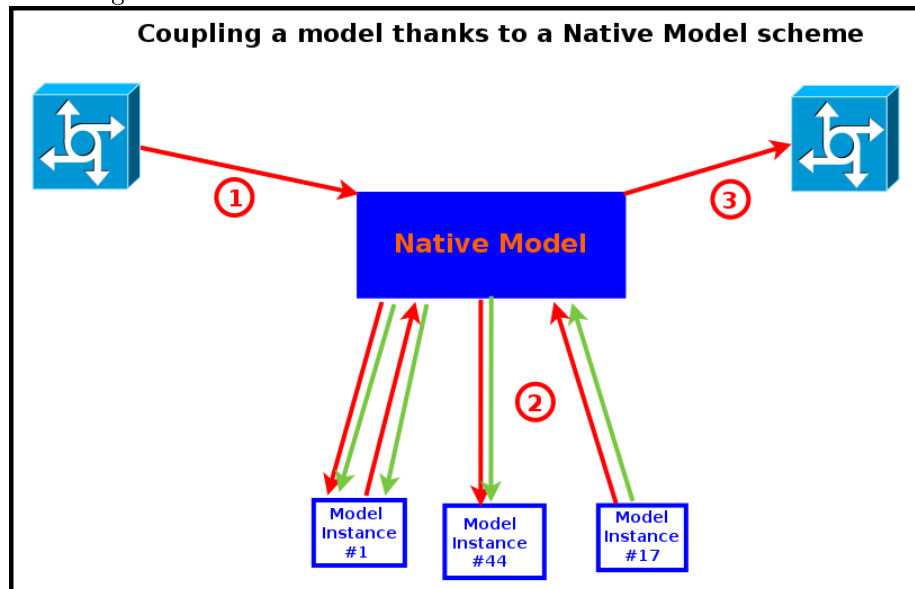 Coupling a model thanks to a Native Model scheme
1
3
Native Model
2
Model
Instance
#1
Model
Instance
#44
Model
Instance
#17